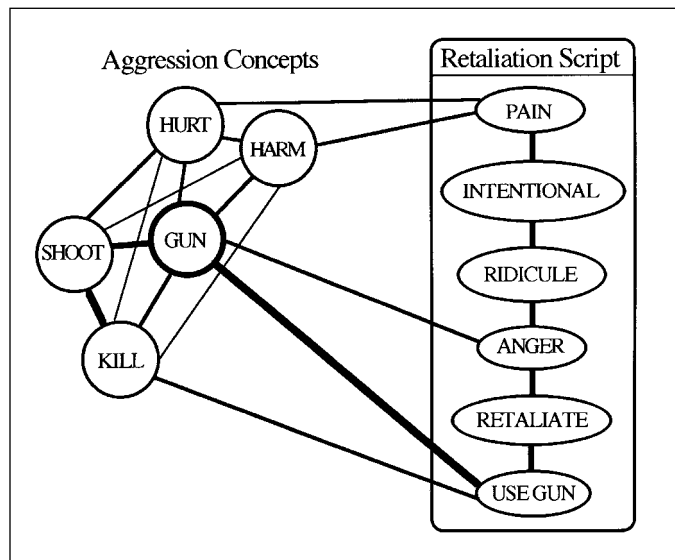 Aggression Concepts
Retaliation Script
HURT
HARM
GUN
SHOOT
KILL
PAIN
INTENTIONAL
RIDICULE
ANGER
RETALIATE
USE GUN